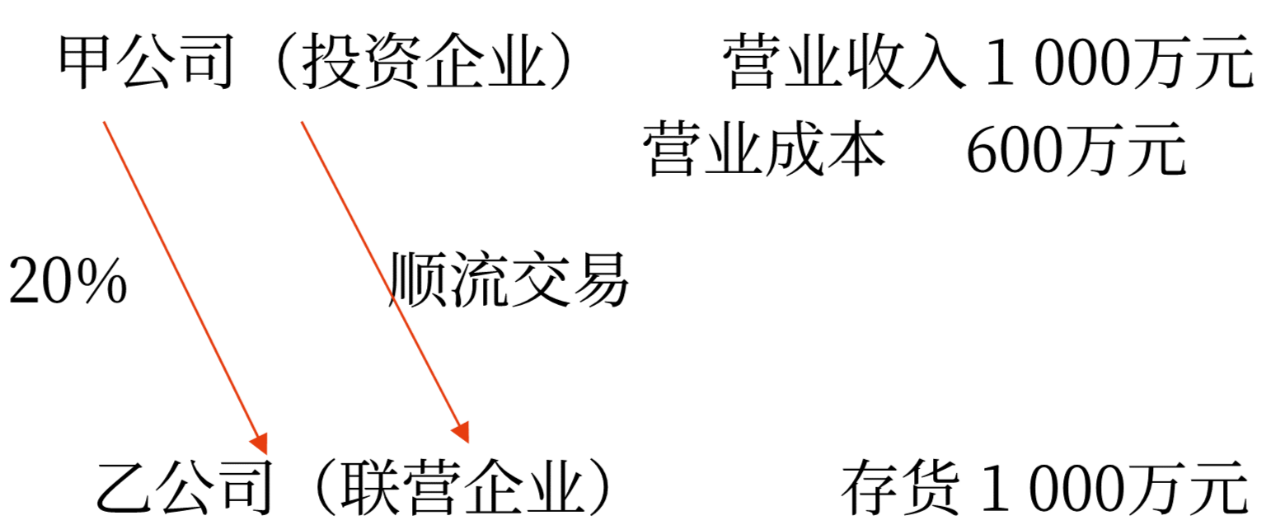 甲公司（投资企业） 营业收入 1 000万元
营业成本 600万元
20% 顺流交易
乙公司（联营企业） 存货 1 000万元